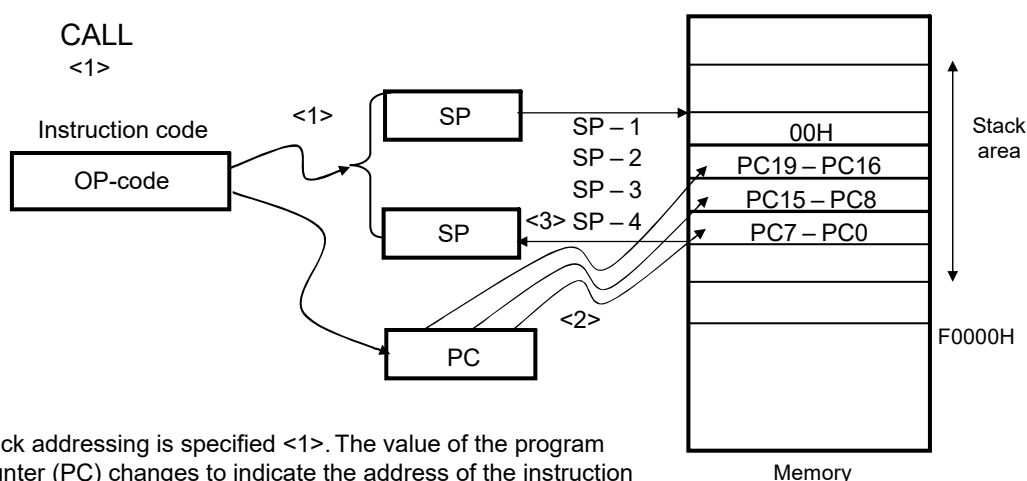 CALL
<1>
<1>
Instruction code
OP-code
SP
SP – 1
SP – 2
SP – 3
<3> SP – 4
SP
PC
<2>
00H
PC19 – PC16
PC15 – PC8
PC7 – PC0
Stack
area
F0000H
Memory
ck addressing is specified <1>. The value of the program
unter (PC) changes to indicate the address of the instruction